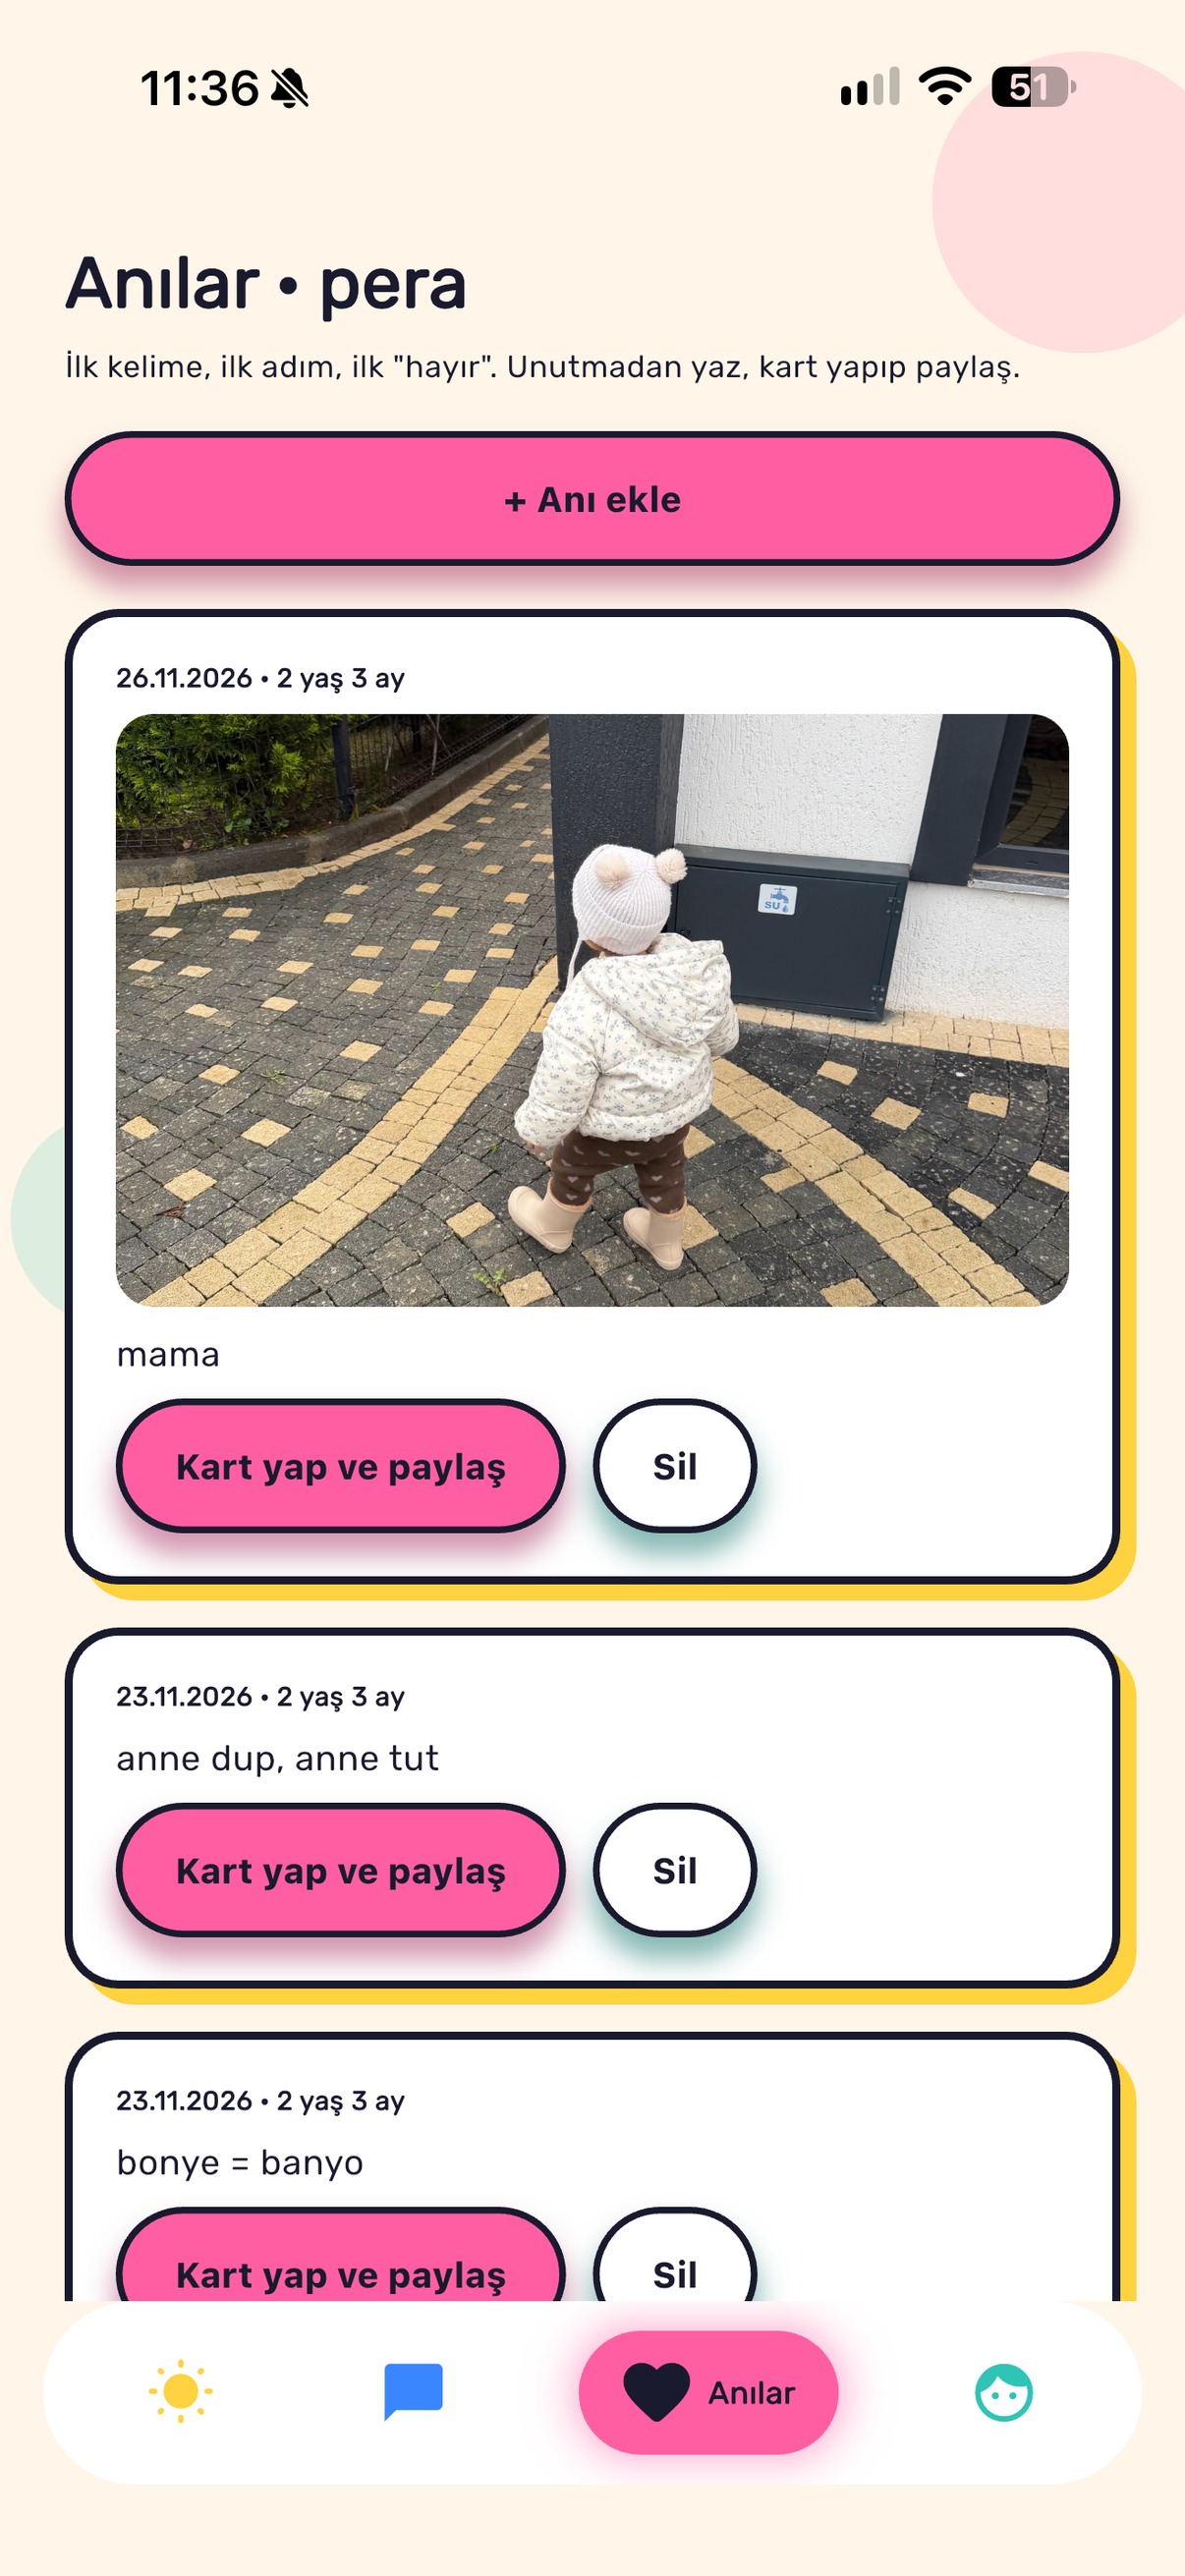 11:36
51
Anılar • pera
İlk kelime, ilk adım, ilk "hayır". Unutmadan yaz, kart yapıp paylaş.
+ Anı ekle
26.11.2026 • 2 yaş 3 ay
SU
mama
Kart yap ve paylaş
Sil
23.11.2026 • 2 yaş 3 ay
anne dup, anne tut
Kart yap ve paylaş
Sil
23.11.2026 • 2 yaş 3 ay
bonye = banyo
Kart yap ve paylaş
Sil
Anılar